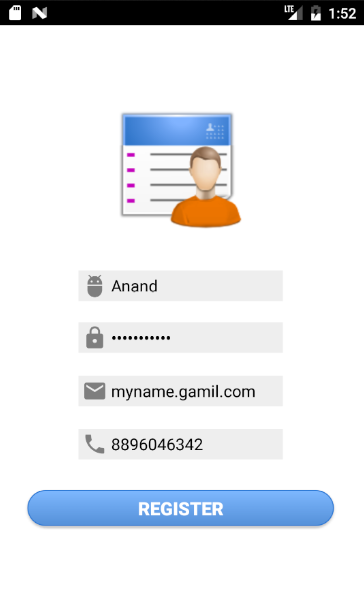 LTE 1:52
Anand
•••••••••••
myname.gamil.com
8896046342
REGISTER